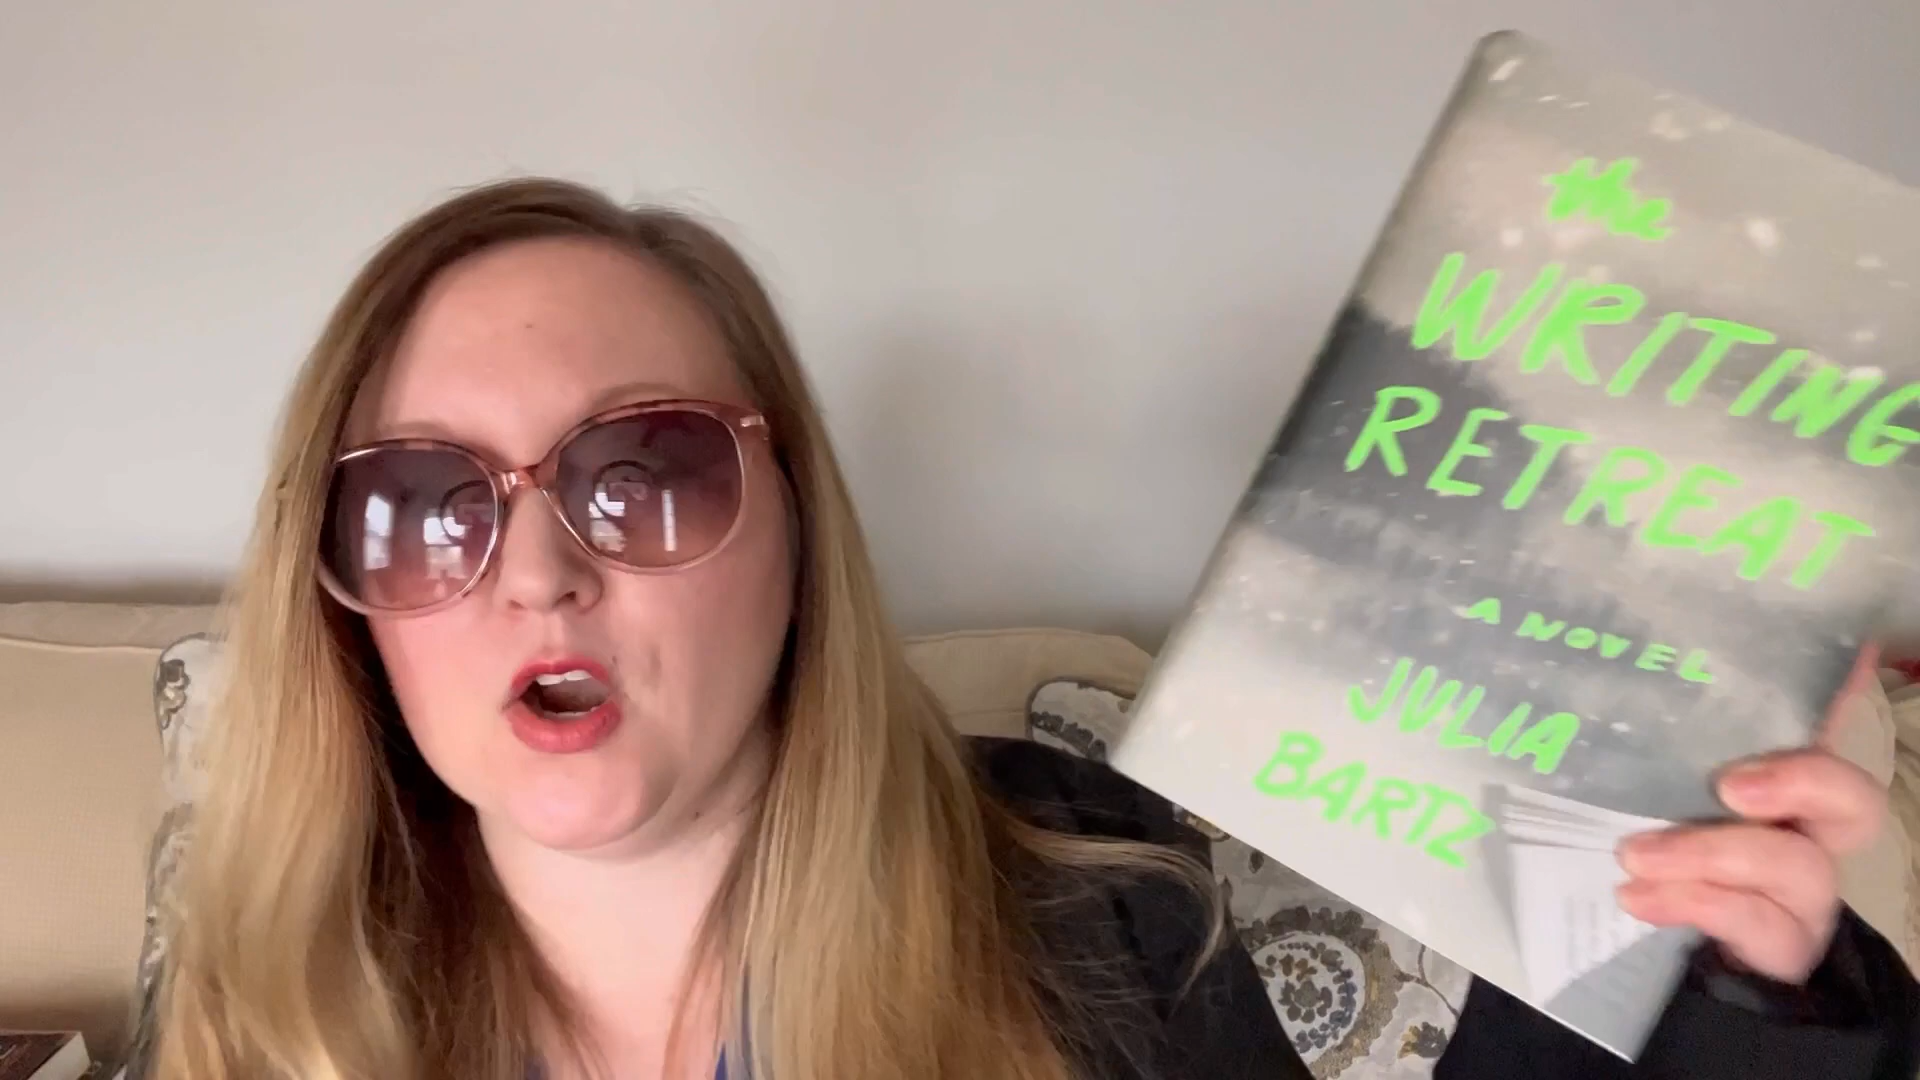 the
WRITING
RETREAT
A NOVEL
JULIA
BARTZ